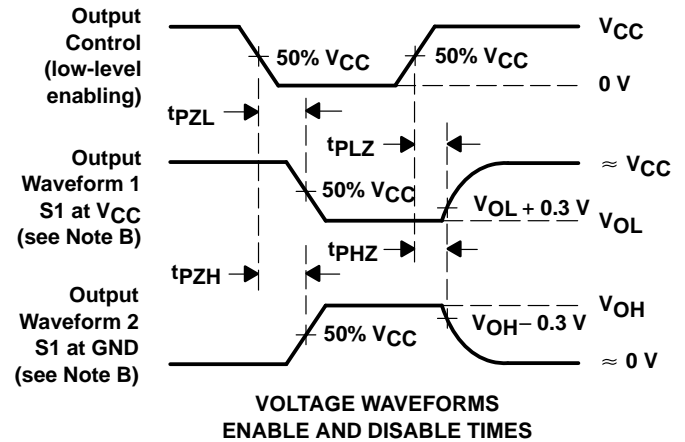 Output
Control
(low-level
enabling)
50% VCC
50% VCC
VCC
0 V
tPZL
tPLZ
Output
Waveform 1
S1 at VCC
(see Note B)
50% VCC
≈ VCC
VOL + 0.3 V
VOL
tPHZ
tPZH
Output
Waveform 2
S1 at GND
(see Note B)
50% VCC
VOH
VOH − 0.3 V
≈ 0 V
VOLTAGE WAVEFORMS
ENABLE AND DISABLE TIMES